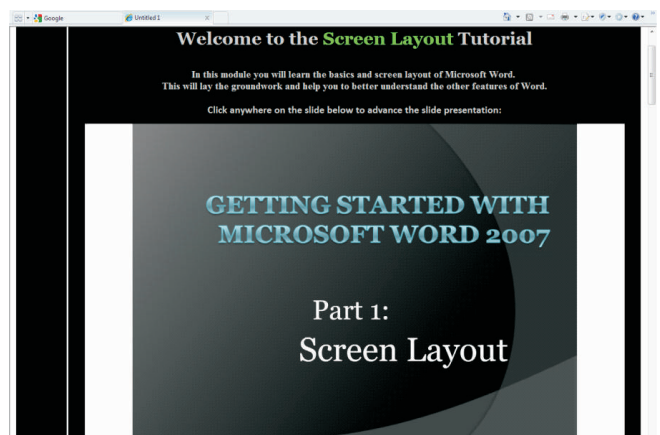 Google
Untitled 1
Welcome to the Screen Layout Tutorial
In this module you will learn the basics and screen layout of Microsoft Word.
This will lay the groundwork and help you to better understand the other features of Word.
Click anywhere on the slide below to advance the slide presentation:
GETTING STARTED WITH
MICROSOFT WORD 2007
Part 1:
Screen Layout